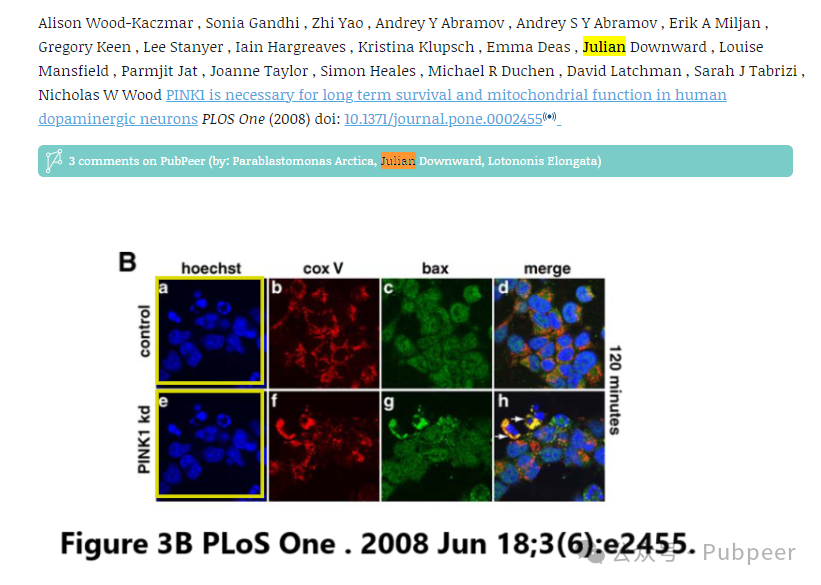 Alison Wood-Kaczmar , Sonia Gandhi , Zhi Yao , Andrey Y Abramov , Andrey S Y Abramov , Erik A Miljan ,
Gregory Keen , Lee Stanyer , Iain Hargreaves , Kristina Klupsch , Emma Deas , Julian Downward , Louise
Mansfield , Parmjit Jat , Joanne Taylor , Simon Heales , Michael R Duchen , David Latchman , Sarah J Tabrizi ,
Nicholas W Wood PINK1 is necessary for long term survival and mitochondrial function in human
dopaminergic neurons PLOS One (2008) doi: 10.1371/journal.pone.0002455
3 comments on PubPeer (by: Parablastomonas Arctica, Julian Downward, Lotononis Elongata)
B
hoechst cox V bax merge
control a b c d
PINK1 kd e f g h
120 minutes
Figure 3B PLoS One . 2008 Jun 18;3(6):e2455.
公众号 · Pubpeer